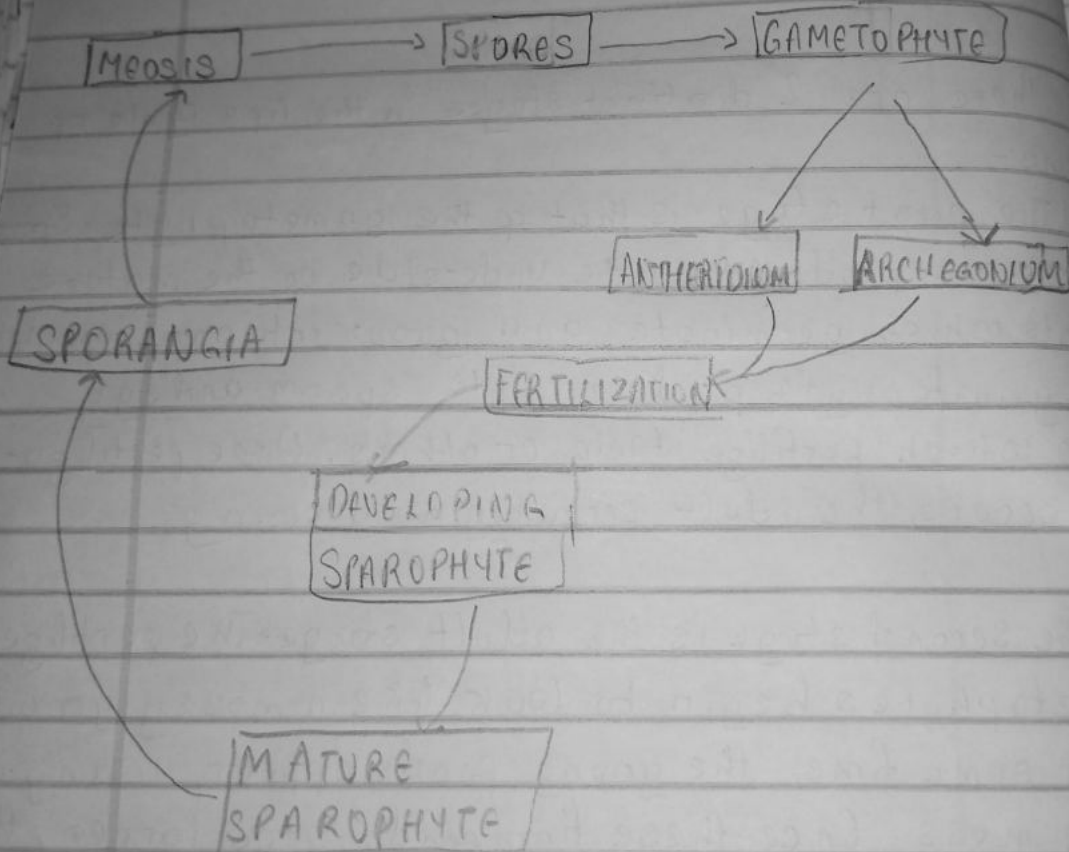 MEOSIS
SPORES
GAMETOPHYTE
ANTHERIDIUM
ARCHEGONIUM
SPORANGIA
FERTILIZATION
DEVELOPING
SPAROPHYTE
MATURE
SPAROPHYTE